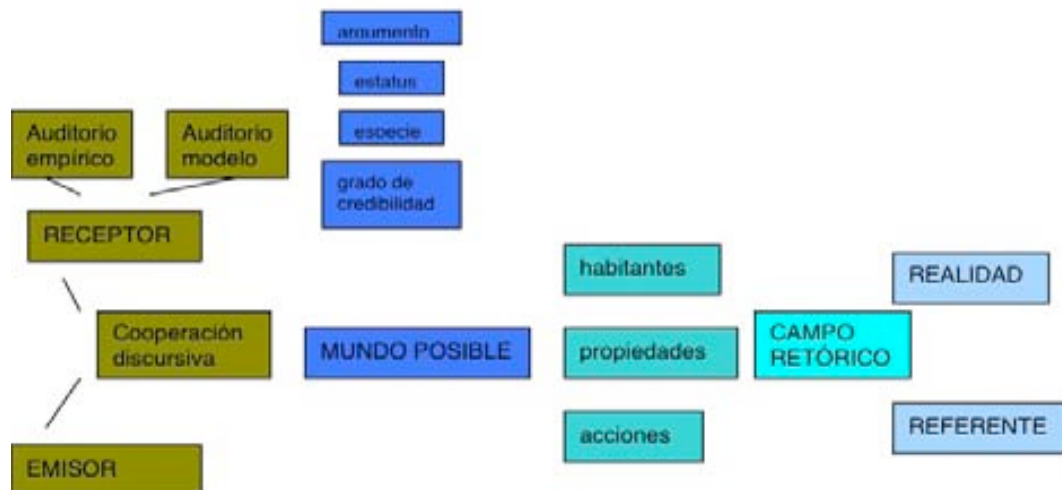 argumento
estatus
especie
grado de
credibilidad
Auditorio
empírico
Auditorio
modelo
RECEPTOR
Cooperación
discursiva
EMISOR
MUNDO POSIBLE
habitantes
propiedades
acciones
CAMPO
RETÓRICO
REALIDAD
REFERENTE